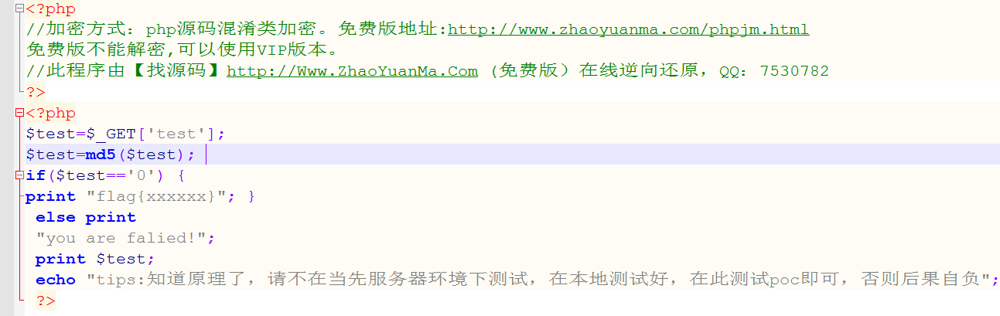 <?php
//加密方式：php源码混淆类加密。免费版地址:http://www.zhaoyuanma.com/phpjm.html
免费版不能解密,可以使用VIP版本。
//此程序由【找源码】http://Www.ZhaoYuanMa.Com (免费版）在线逆向还原，QQ：7530782
?>
<?php
$test=$_GET['test'];
$test=md5($test);
if($test=='0') {
print "flag{xxxxxx}"; }
else print
"you are falied!";
print $test;
echo "tips:知道原理了，请不在当先服务器环境下测试，在本地测试好，在此测试poc即可，否则后果自负";
?>